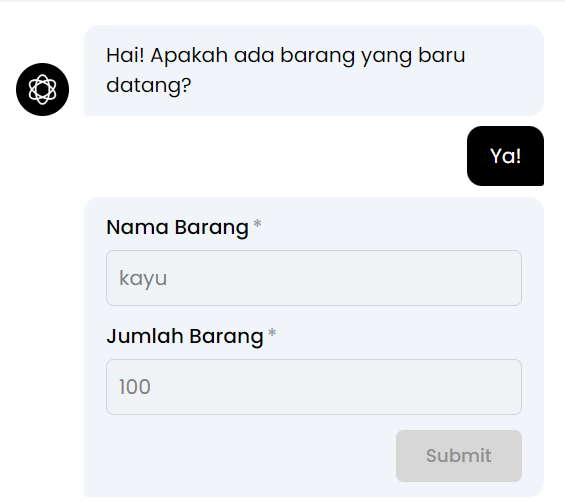 Hai! Apakah ada barang yang baru
datang?
Ya!
Nama Barang *
kayu
Jumlah Barang *
100
Submit